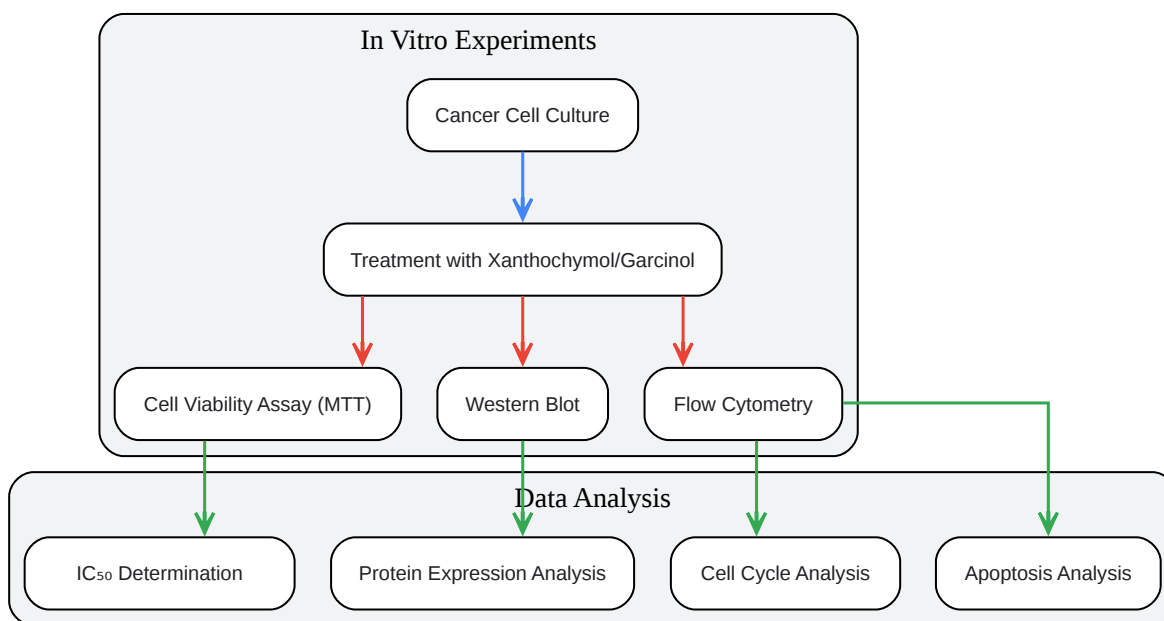 In Vitro Experiments
Cancer Cell Culture
Treatment with Xanthochymol/Garcinol
Cell Viability Assay (MTT)
Western Blot
Flow Cytometry
Data Analysis
IC₅₀ Determination
Protein Expression Analysis
Cell Cycle Analysis
Apoptosis Analysis